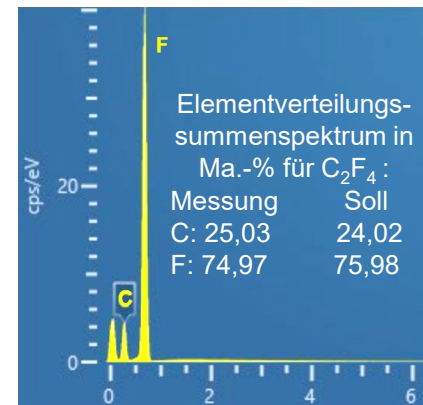 F
Elementverteilungs-
summenspektrum in
Ma.-% für C₂F₄ :
Messung Soll
C: 25,03 24,02
F: 74,97 75,98
cps/eV
20
C
0
0 2 4 6